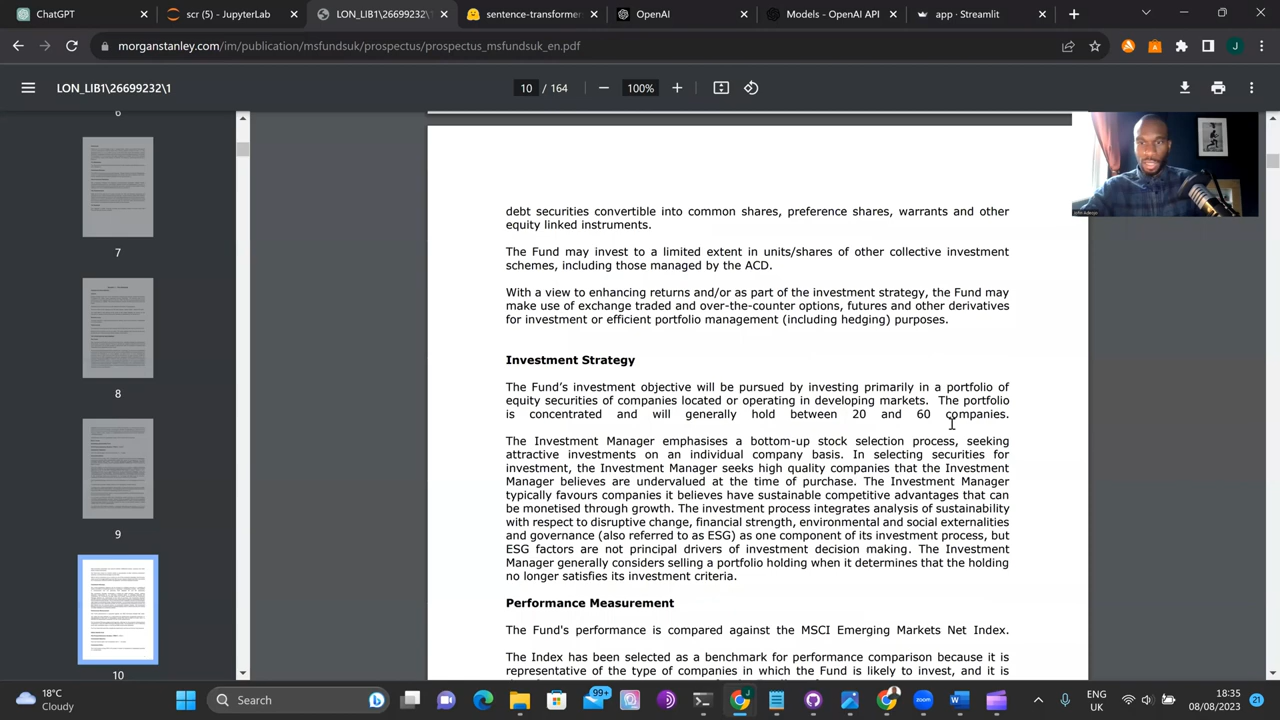 ChatGPT
scr (5) - JupyterLab
LON_LIB1\26699232\1
sentence-transformer
OpenAI
Models - OpenAI API
app · Streamlit
morganstanley.com/im/publication/msfundsuk/prospectus/prospectus_msfundsuk_en.pdf
J
LON_LIB1\26699232\1
10 / 164
100%
6
7
8
9
10
debt securities convertible into common shares, preference shares, warrants and other
equity linked instruments.
The Fund may invest to a limited extent in units/shares of other collective investment
schemes, including those managed by the ACD.
With a view to enhancing returns and/or as part of the investment strategy, the Fund may
make use of exchange traded and over-the-counter options, futures and other derivatives
for investment or efficient portfolio management (including hedging) purposes.
Investment Strategy
The Fund's investment objective will be pursued by investing primarily in a portfolio of
equity securities of companies located or operating in developing markets. The portfolio
is concentrated and will generally hold between 20 and 60 companies.
The Investment Manager emphasises a bottom-up stock selection process, seeking
attractive investments on an individual company basis. In selecting securities for
investment, the Investment Manager seeks high quality companies that the Investment
Manager believes are undervalued at the time of purchase. The Investment Manager
typically favours companies it believes have sustainable competitive advantages that can
be monetised through growth. The investment process integrates analysis of sustainability
with respect to disruptive change, financial strength, environmental and social externalities
and governance (also referred to as ESG) as one component of its investment process, but
ESG factors are not principal drivers of investment decision making. The Investment
Manager generally considers selling a portfolio holding when it determines that the holding
no longer satisfies its investment criteria.
Performance Measurement
The Fund's performance is compared against the MSCI Emerging Markets Net Index.
The Index has been selected as a benchmark for performance comparison because it is
representative of the type of companies in which the Fund is likely to invest, and it is
18°C
Cloudy
Search
99+
ENG
UK
18:35
08/08/2023
21